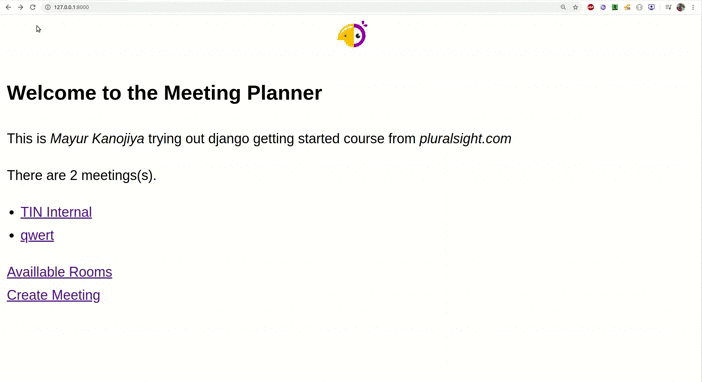 127.0.0.1:8000
Welcome to the Meeting Planner
This is Mayur Kanojiya trying out django getting started course from pluralsight.com
There are 2 meetings(s).
TIN Internal
qwert
Availlable Rooms
Create Meeting